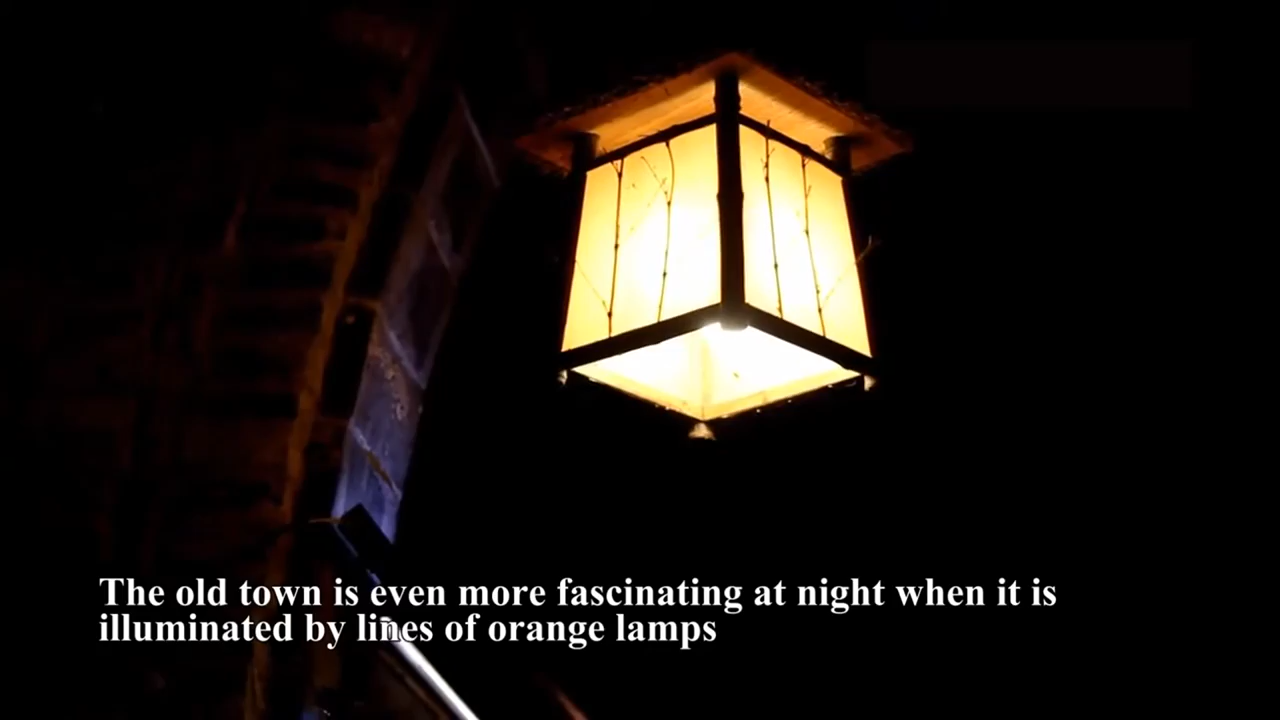 The old town is even more fascinating at night when it is
illuminated by lines of orange lamps